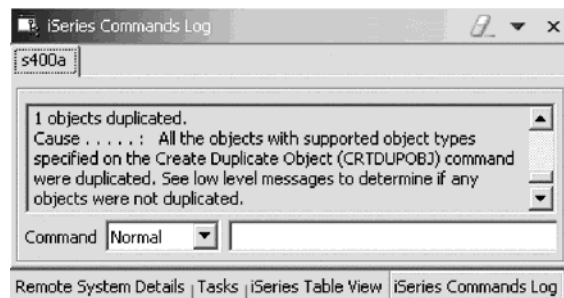 iSeries Commands Log
s400a
1 objects duplicated.
Cause . . . . . :   All the objects with supported object types
specified on the Create Duplicate Object (CRTDUPOBJ) command
were duplicated. See low level messages to determine if any
objects were not duplicated.
Command Normal
Remote System Details Tasks iSeries Table View iSeries Commands Log